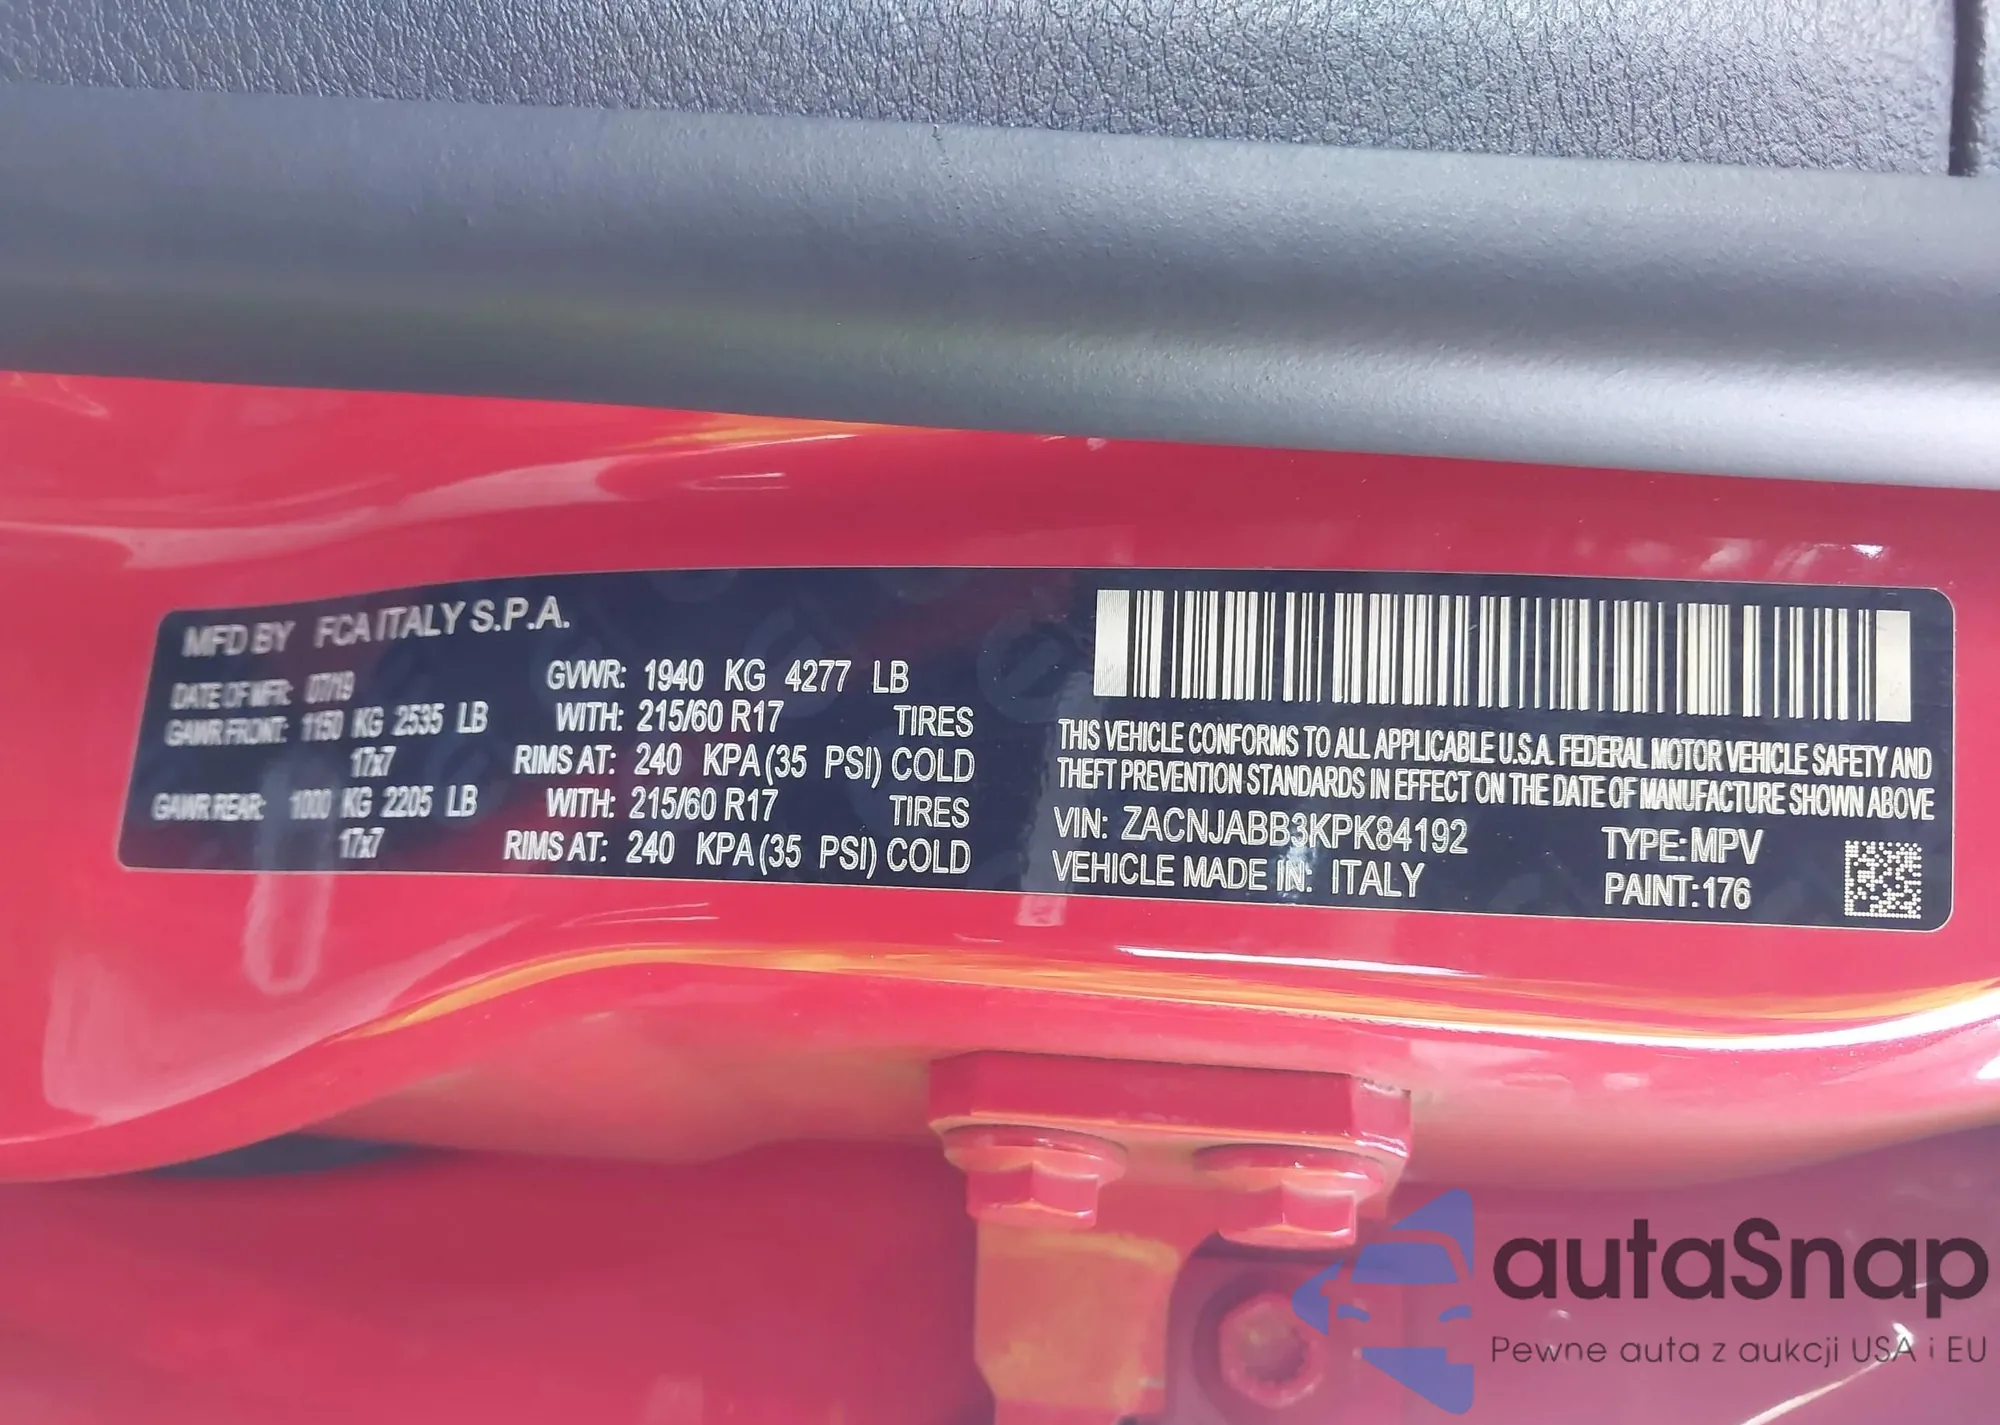 MFD BY FCA ITALY S.P.A.
DATE OF MFR: 07/19 GVWR: 1940 KG 4277 LB
GAWR FRONT: 1150 KG 2535 LB WITH: 215/60 R17 TIRES
17x7 RIMS AT: 240 KPA (35 PSI) COLD
GAWR REAR: 1000 KG 2205 LB WITH: 215/60 R17 TIRES
17x7 RIMS AT: 240 KPA (35 PSI) COLD
THIS VEHICLE CONFORMS TO ALL APPLICABLE U.S.A. FEDERAL MOTOR VEHICLE SAFETY AND
THEFT PREVENTION STANDARDS IN EFFECT ON THE DATE OF MANUFACTURE SHOWN ABOVE
VIN: ZACNJABB3KPK84192 TYPE: MPV
VEHICLE MADE IN: ITALY PAINT: 176
autaSnap
Pewne auta z aukcji USA i EU